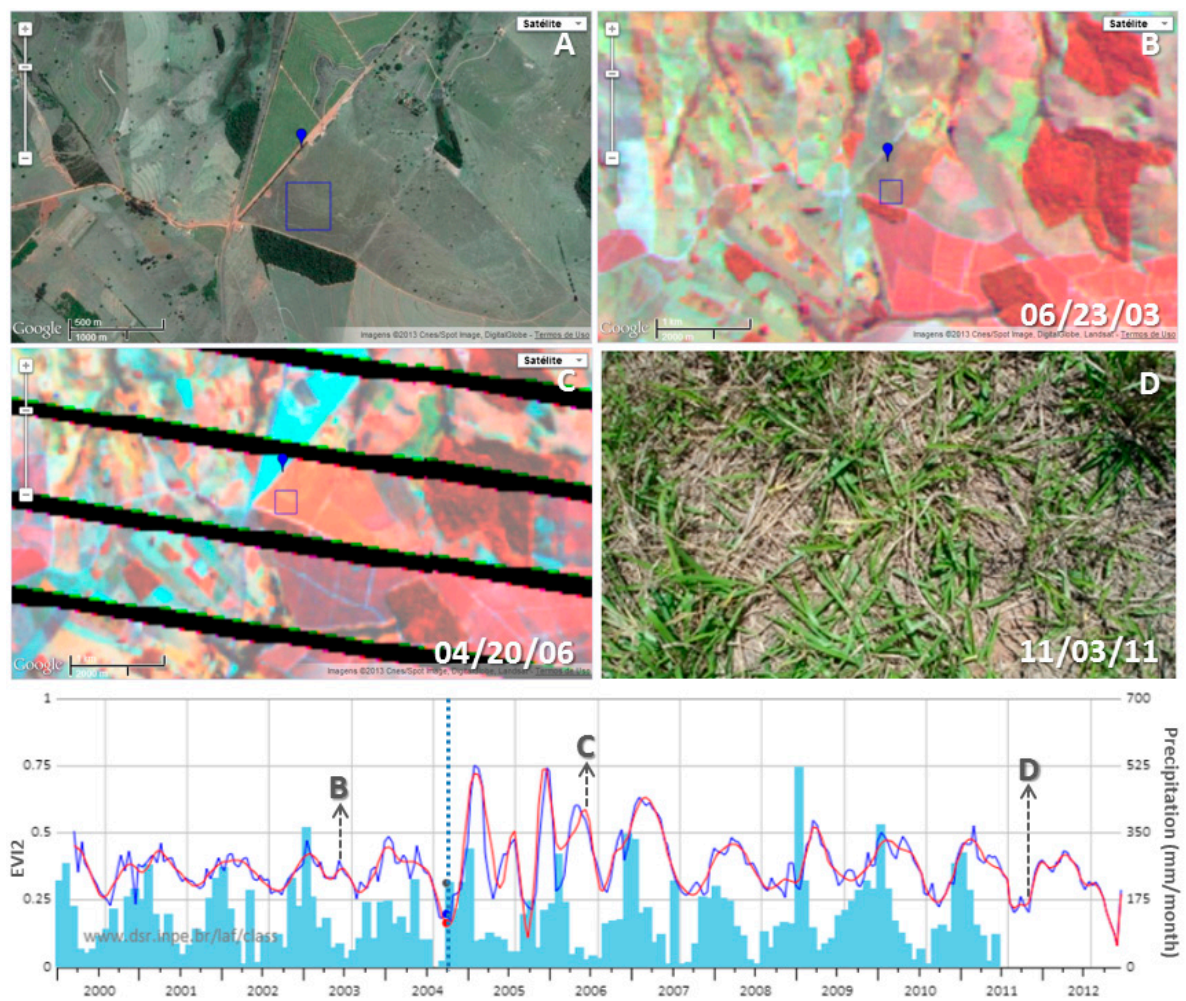 Satélite
A
Google
500 m
1000 m
Imagens ©2013 Cnes/Spot Image, DigitalGlobe - Termos de Uso
Satélite
B
06/23/03
Google
1 km
2000 m
Imagens ©2013 Cnes/Spot Image, DigitalGlobe, Landsat - Termos de Uso
Satélite
C
04/20/06
Google
2000 m
Imagens ©2013 Cnes/Spot Image, DigitalGlobe, Landsat - Termos de Uso
D
11/03/11
1
0.75
0.5
0.25
0
EVI2
B
C
D
700
525
350
175
0
Precipitation (mm/month)
www.dsr.inpe.br/laf/class
2000 2001 2002 2003 2004 2005 2006 2007 2008 2009 2010 2011 2012